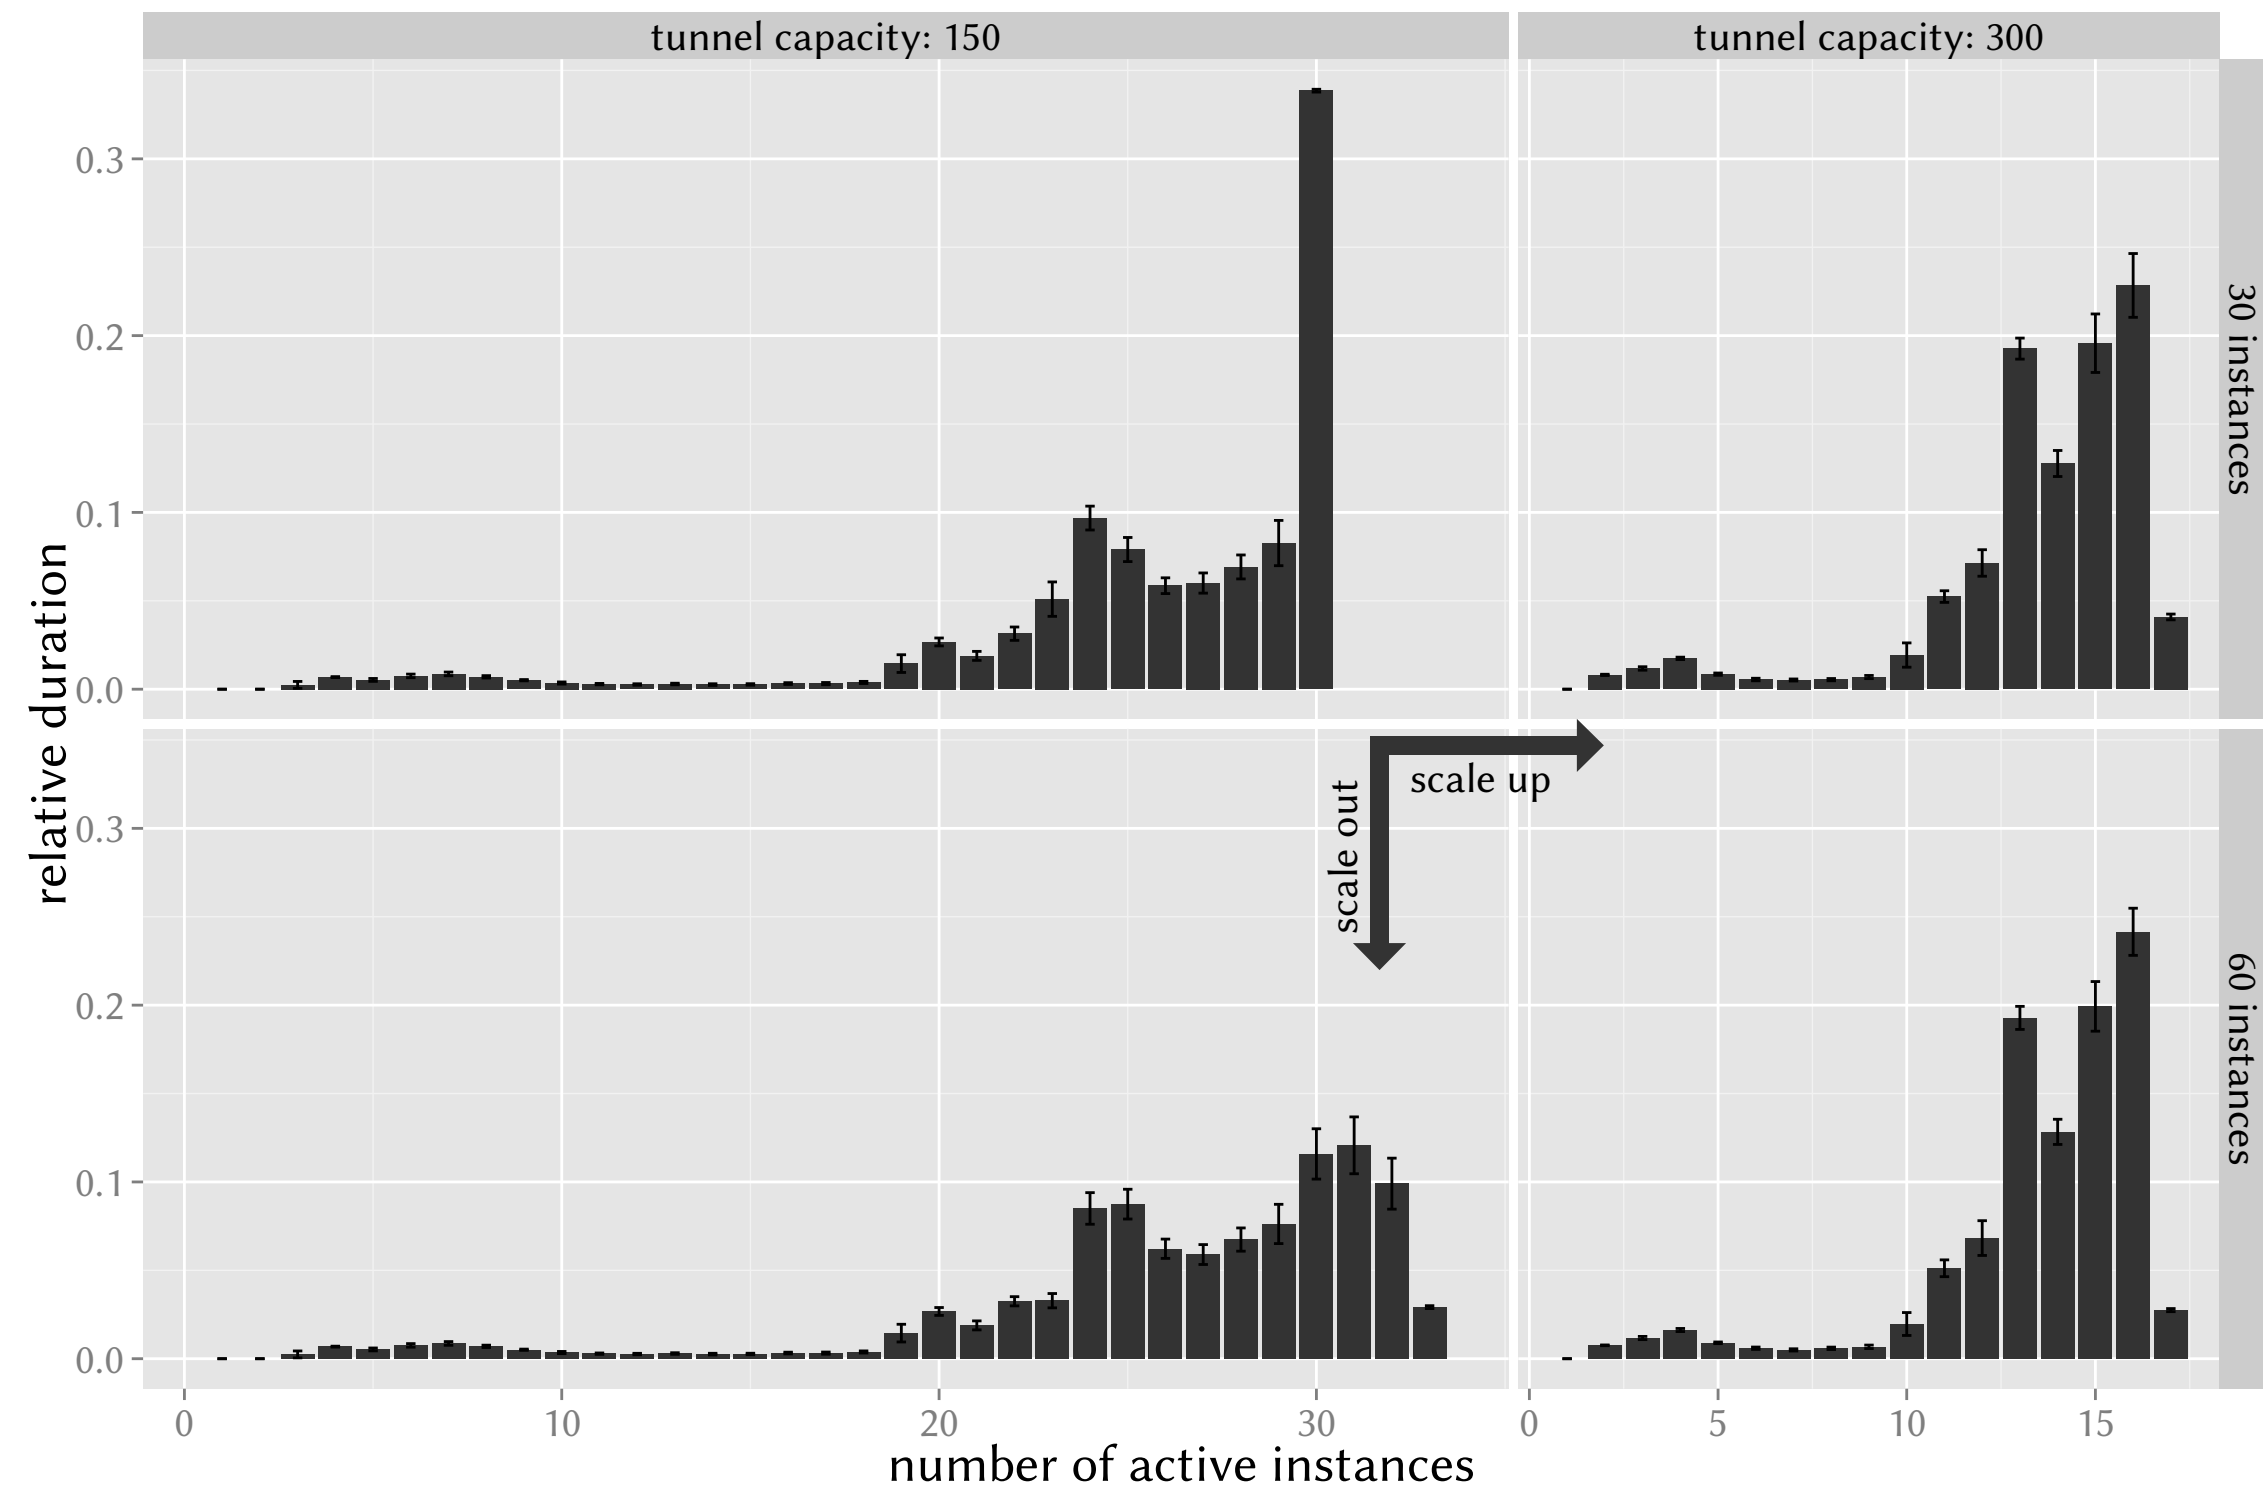 tunnel capacity: 150
tunnel capacity: 300
relative duration
0.3
0.2
0.1
0.0
30 instances
scale up
scale out
0.3
0.2
0.1
0.0
60 instances
0 10 20 30
0 5 10 15
number of active instances